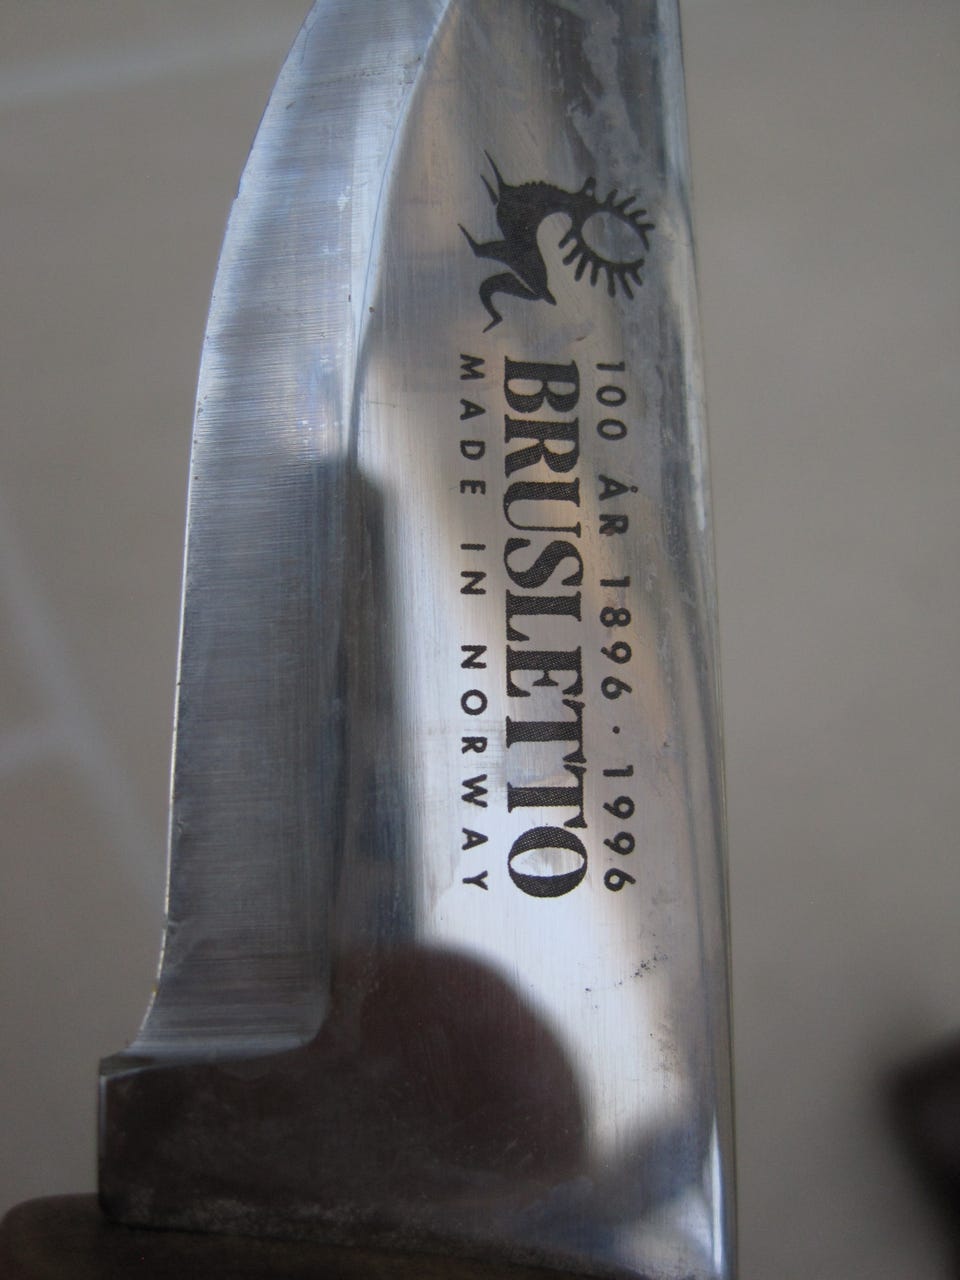 100 ÅR 1896 · 1996
BRUSLETTO
MADE IN NORWAY